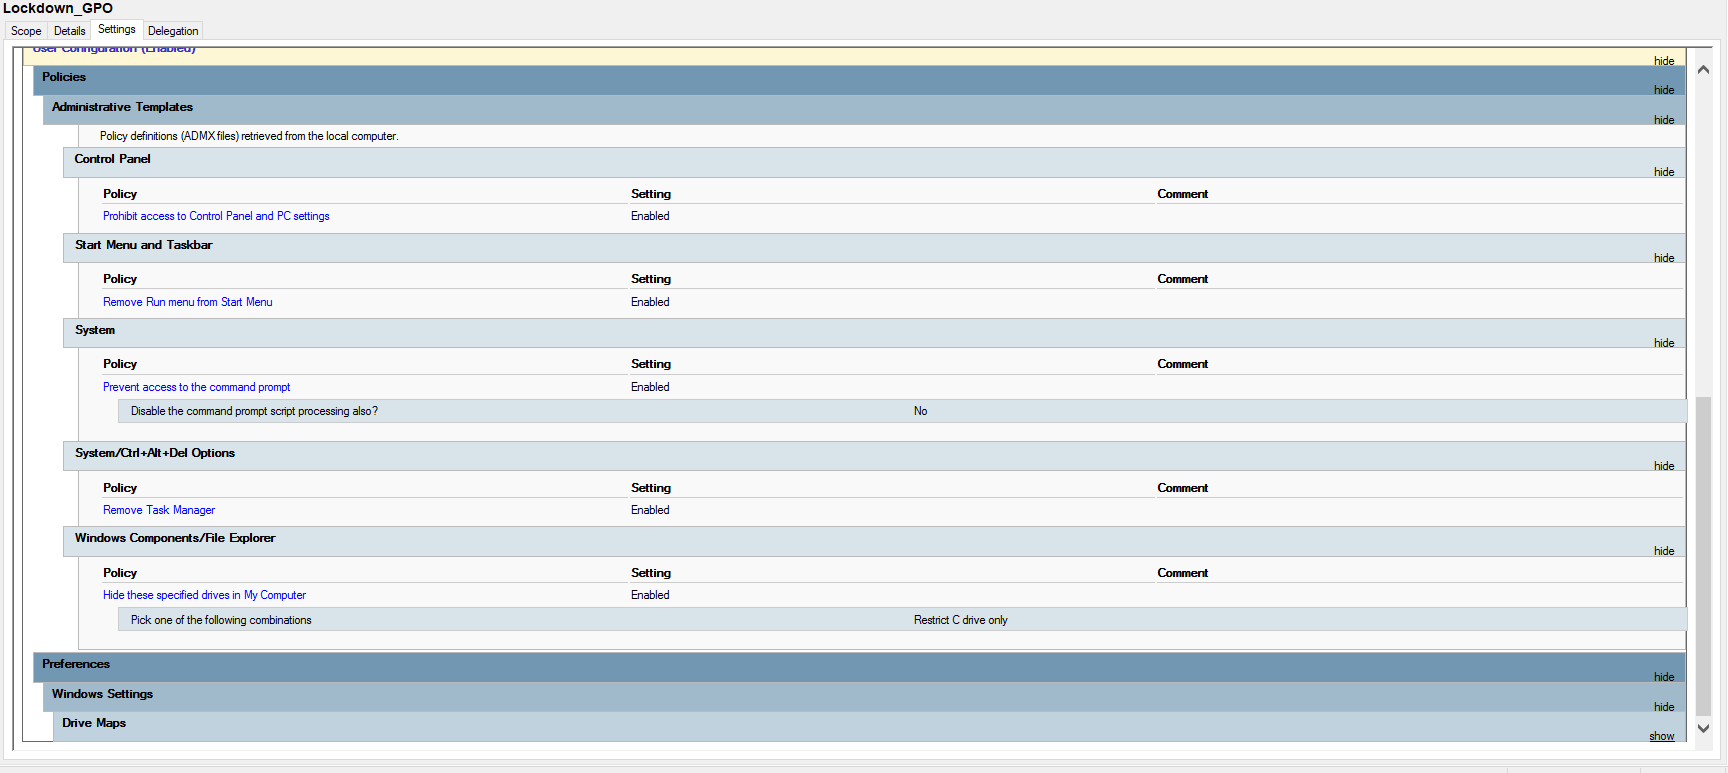 Lockdown_GPO
Scope Details Settings Delegation
User Configuration (Enabled)
hide
Policies
hide
Administrative Templates
hide
Policy definitions (ADMX files) retrieved from the local computer.
Control Panel
hide
Policy Setting Comment
Prohibit access to Control Panel and PC settings Enabled
Start Menu and Taskbar
hide
Policy Setting Comment
Remove Run menu from Start Menu Enabled
System
hide
Policy Setting Comment
Prevent access to the command prompt Enabled
Disable the command prompt script processing also? No
System/Ctrl+Alt+Del Options
hide
Policy Setting Comment
Remove Task Manager Enabled
Windows Components/File Explorer
hide
Policy Setting Comment
Hide these specified drives in My Computer Enabled
Pick one of the following combinations Restrict C drive only
Preferences
hide
Windows Settings
hide
Drive Maps
show